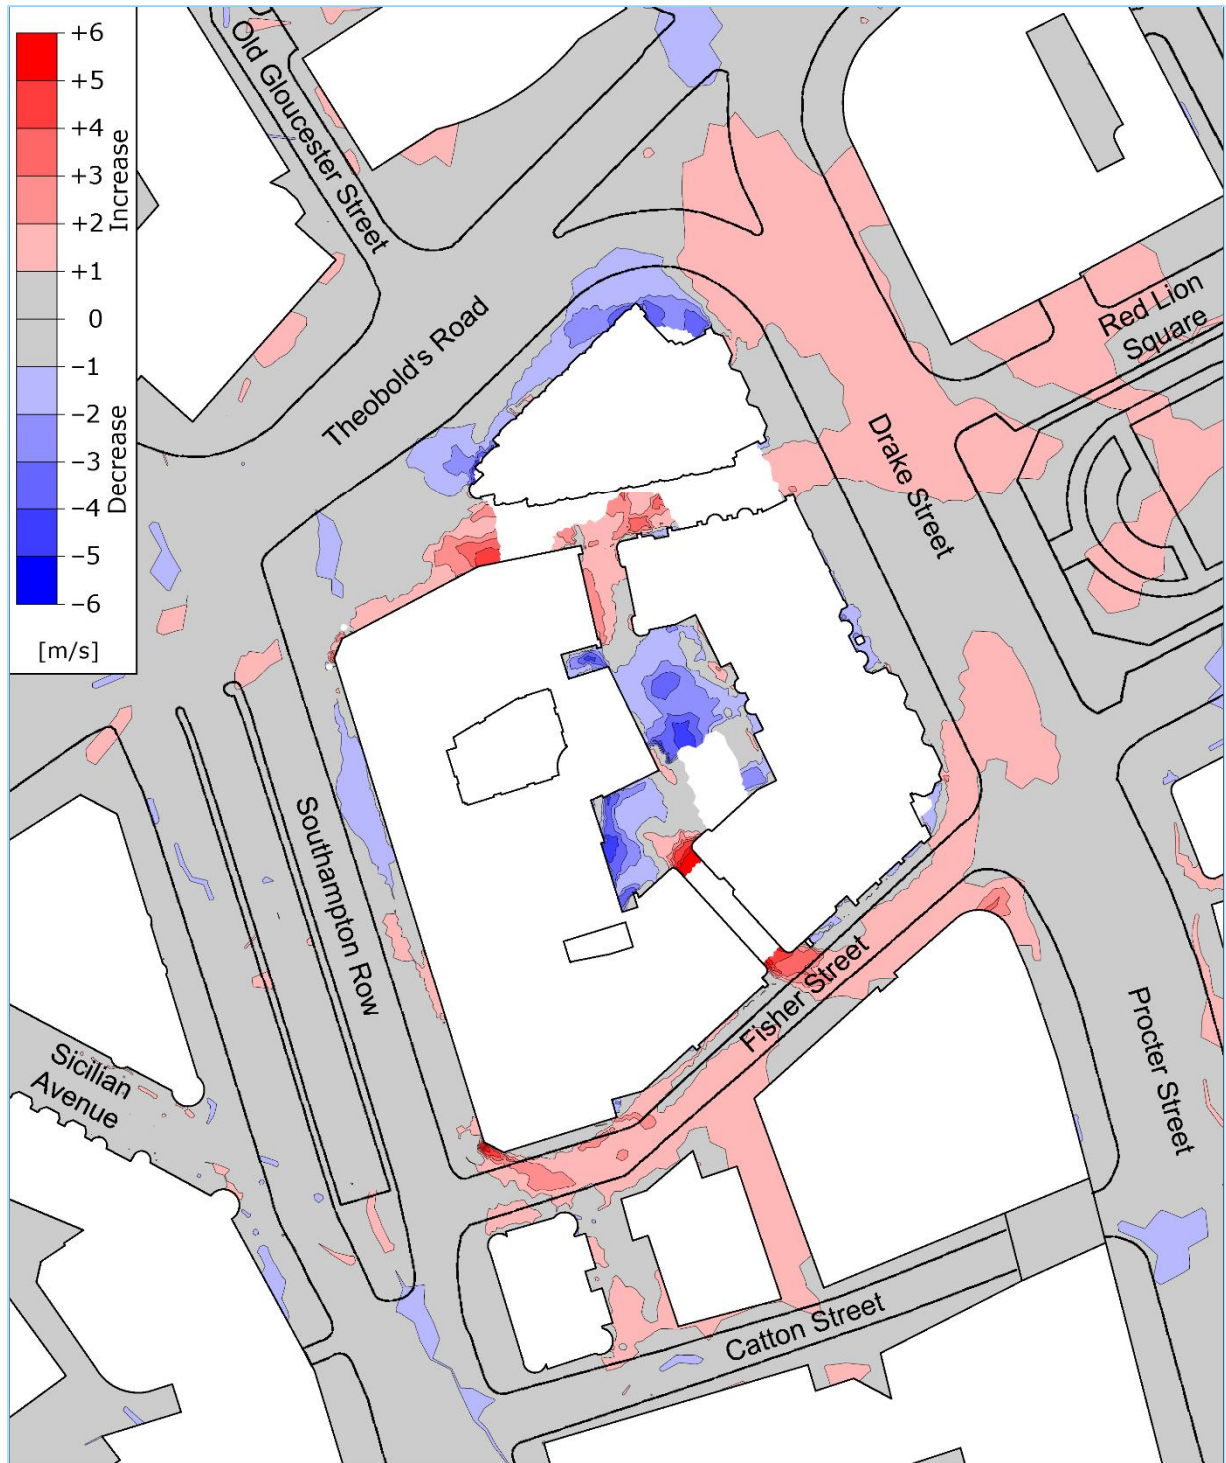 +6
+5
+4
+3
+2
+1
0
−1
−2
−3
−4
−5
−6
Increase
Decrease
[m/s]
Old Gloucester Street
Theobold's Road
Red Lion
Square
Drake Street
Southampton Row
Fisher Street
Procter Street
Sicilian
Avenue
Catton Street